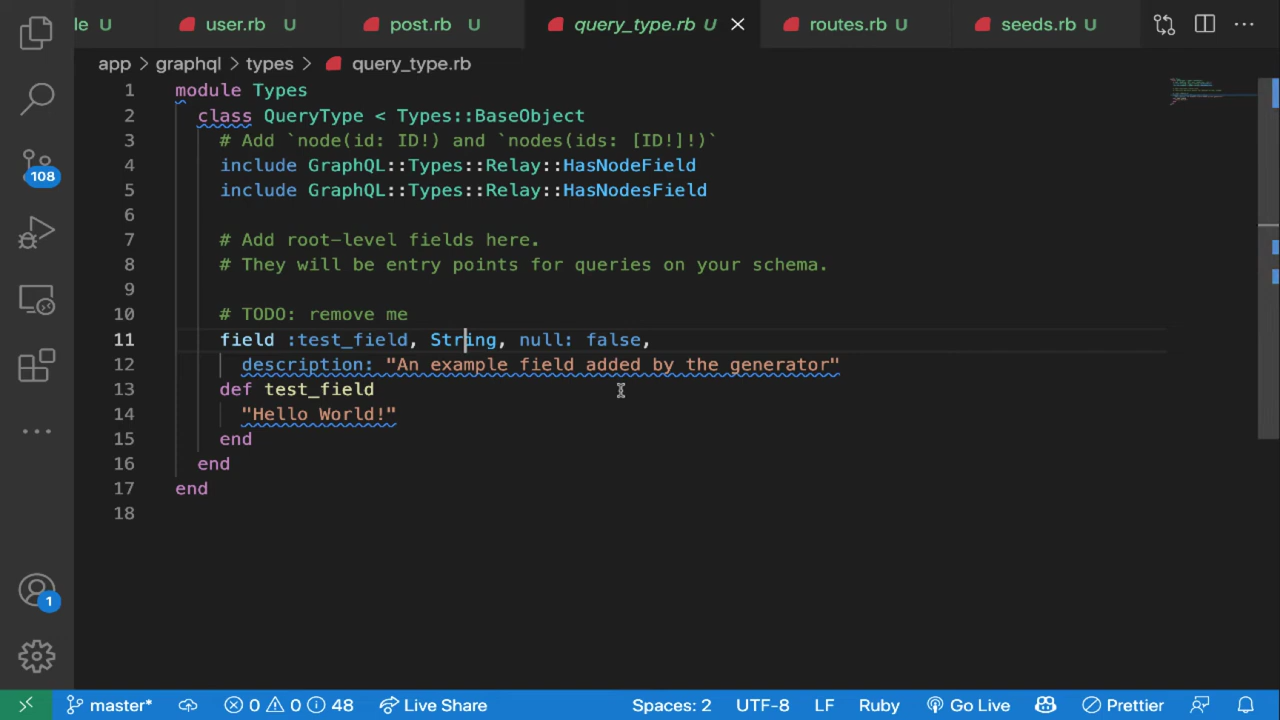 le U user.rb U post.rb U query_type.rb U routes.rb U seeds.rb U
app > graphql > types > query_type.rb
1 module Types
2 class QueryType < Types::BaseObject
3 # Add `node(id: ID!) and `nodes(ids: [ID!]!)`
4 include GraphQL::Types::Relay::HasNodeField
5 include GraphQL::Types::Relay::HasNodesField
6
7 # Add root-level fields here.
8 # They will be entry points for queries on your schema.
9
10 # TODO: remove me
11 field :test_field, String, null: false,
12 description: "An example field added by the generator"
13 def test_field
14 "Hello World!"
15 end
16 end
17 end
18
108
1
master* 0 0 48 Live Share Spaces: 2 UTF-8 LF Ruby Go Live Prettier